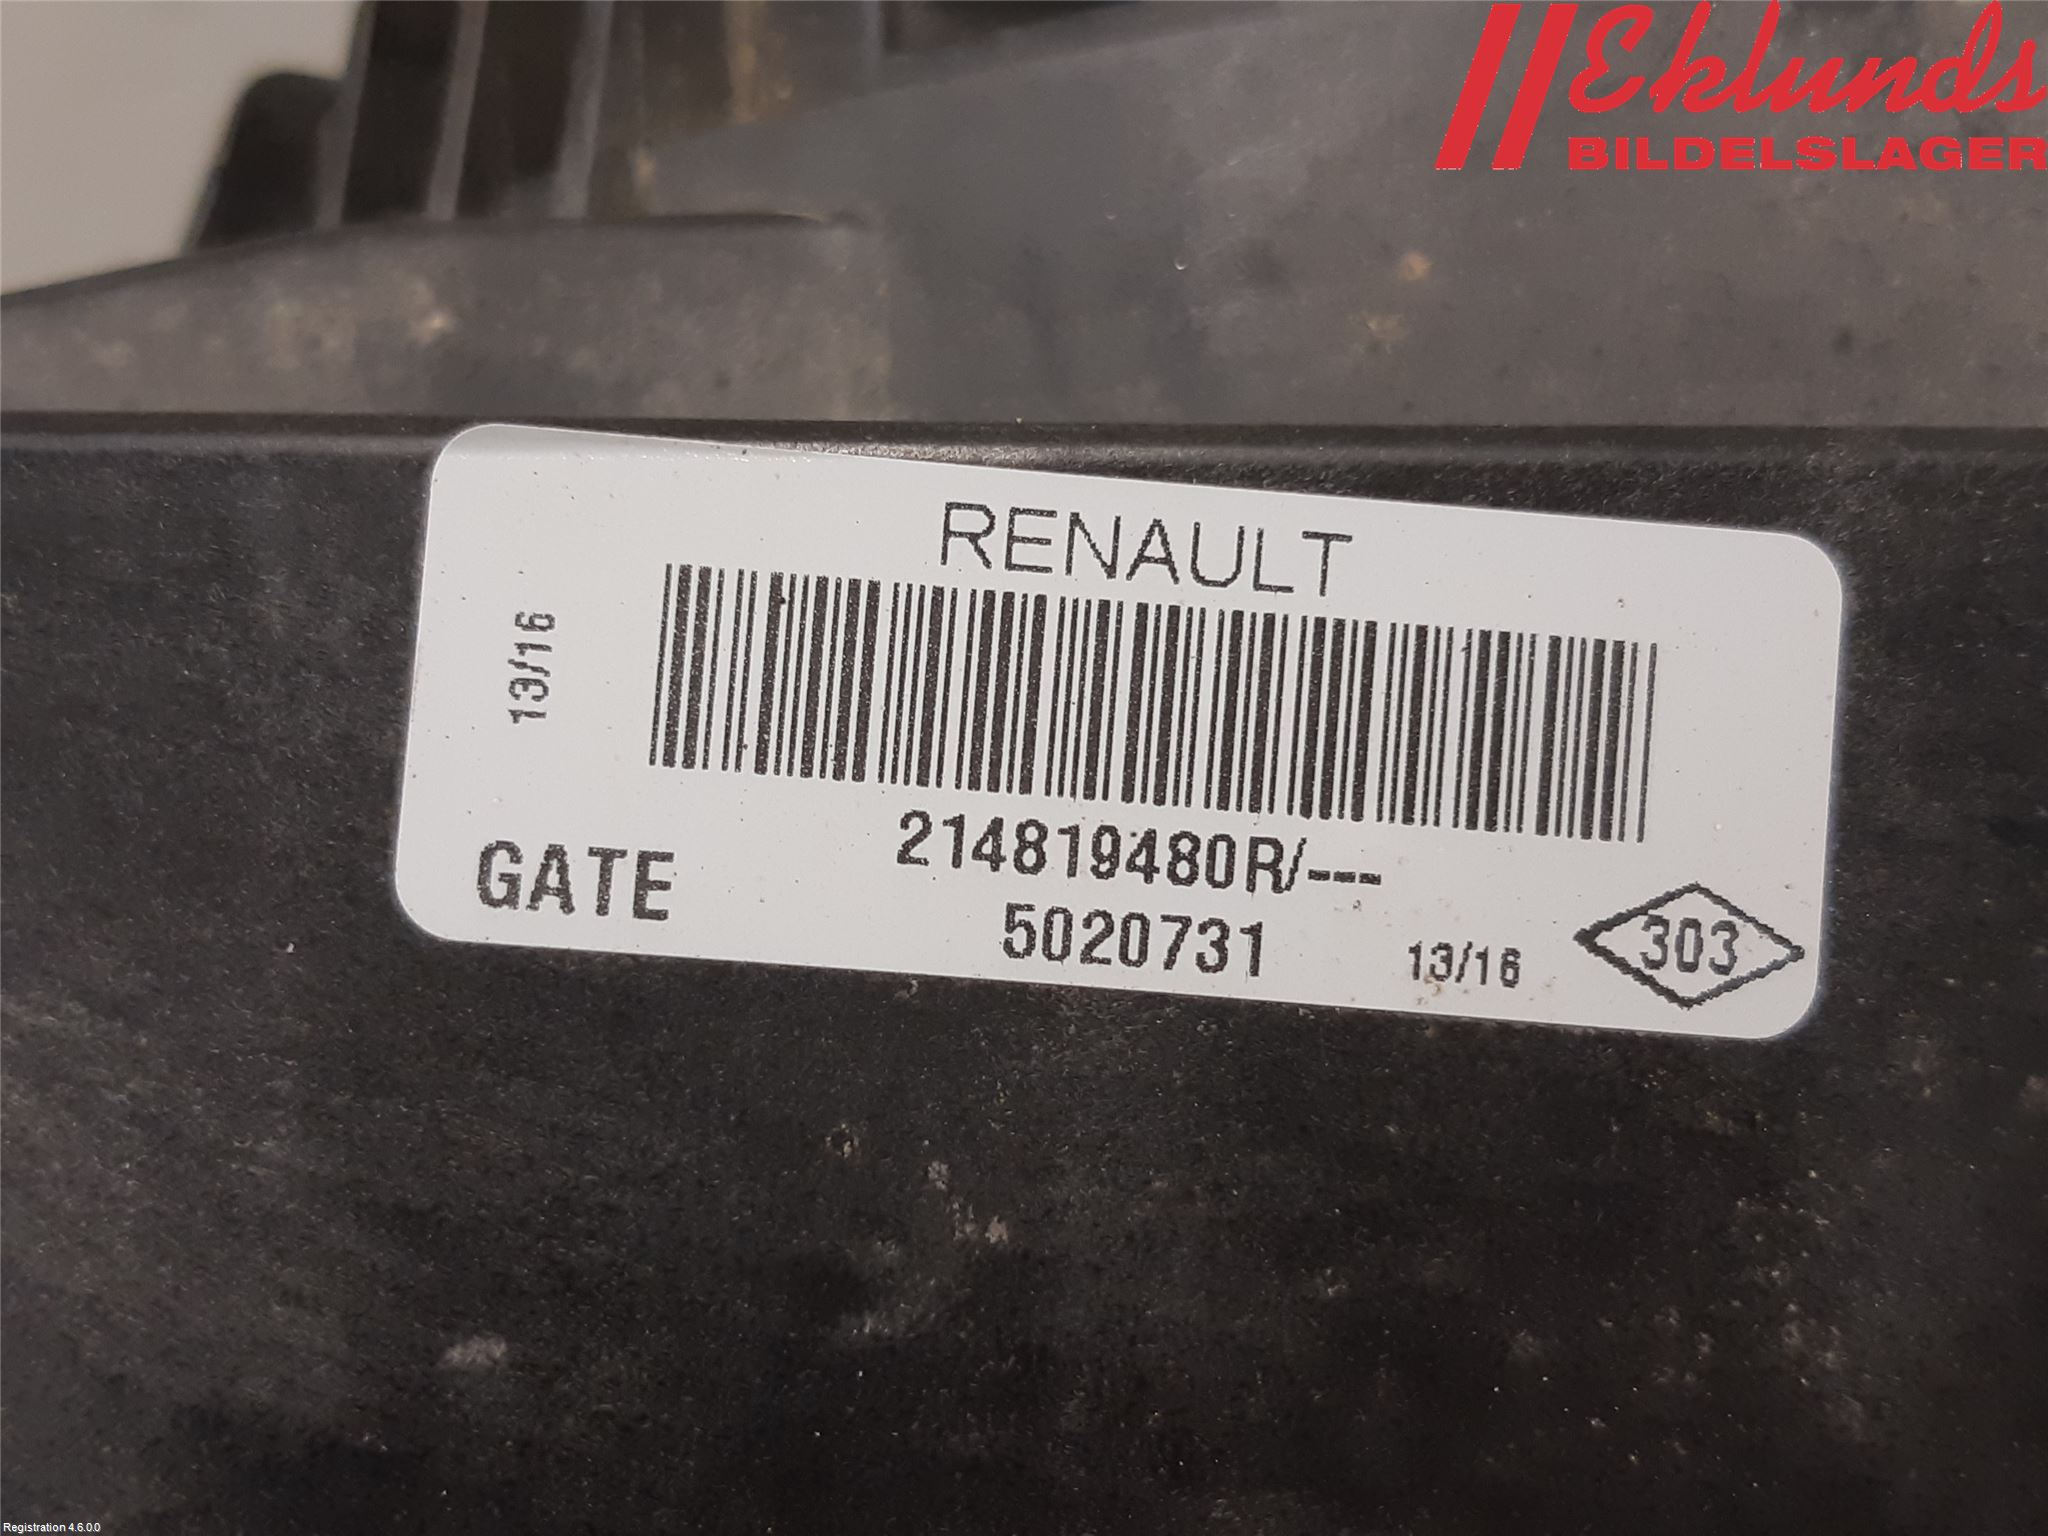 Eklunds
BILDELSLAGER
RENAULT
13/16
214819480R/---
GATE
5020731
13/16
303
Registration 4.6.0.0